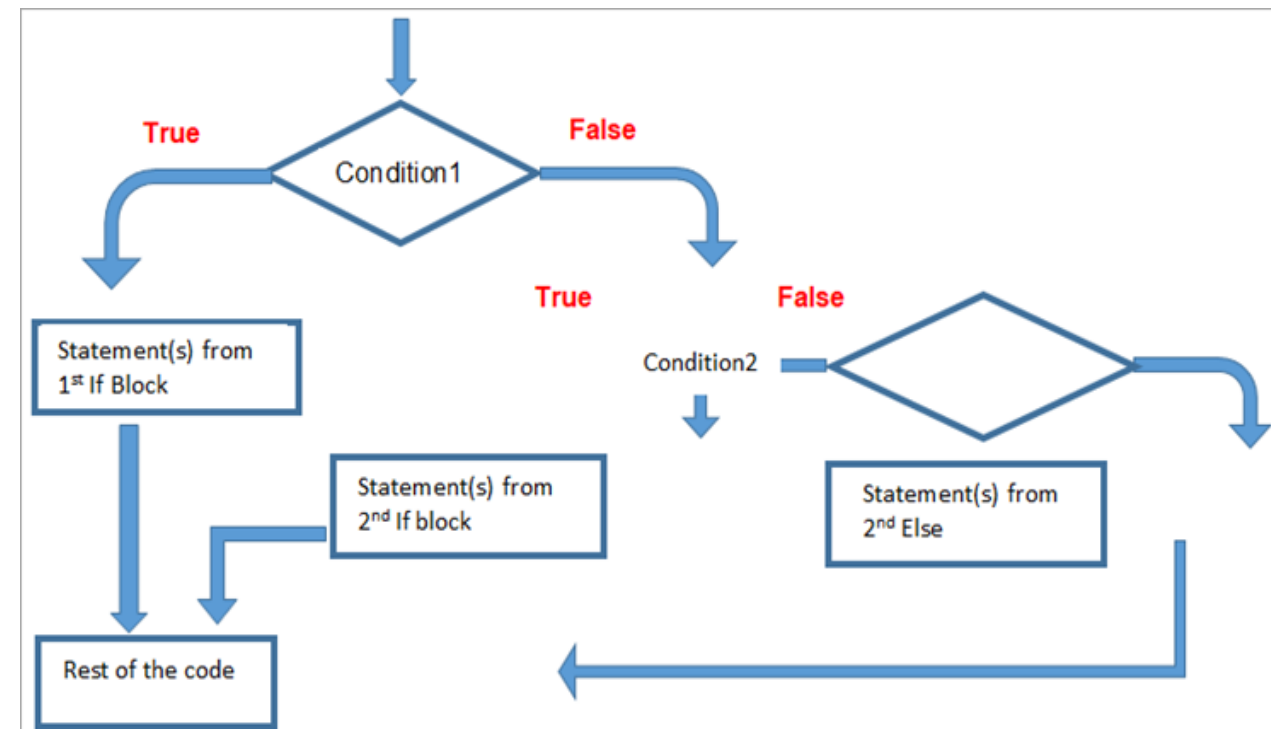 True
False
Condition1
True
False
Statement(s) from
1st If Block
Condition2
Statement(s) from
2nd If block
Statement(s) from
2nd Else
Rest of the code